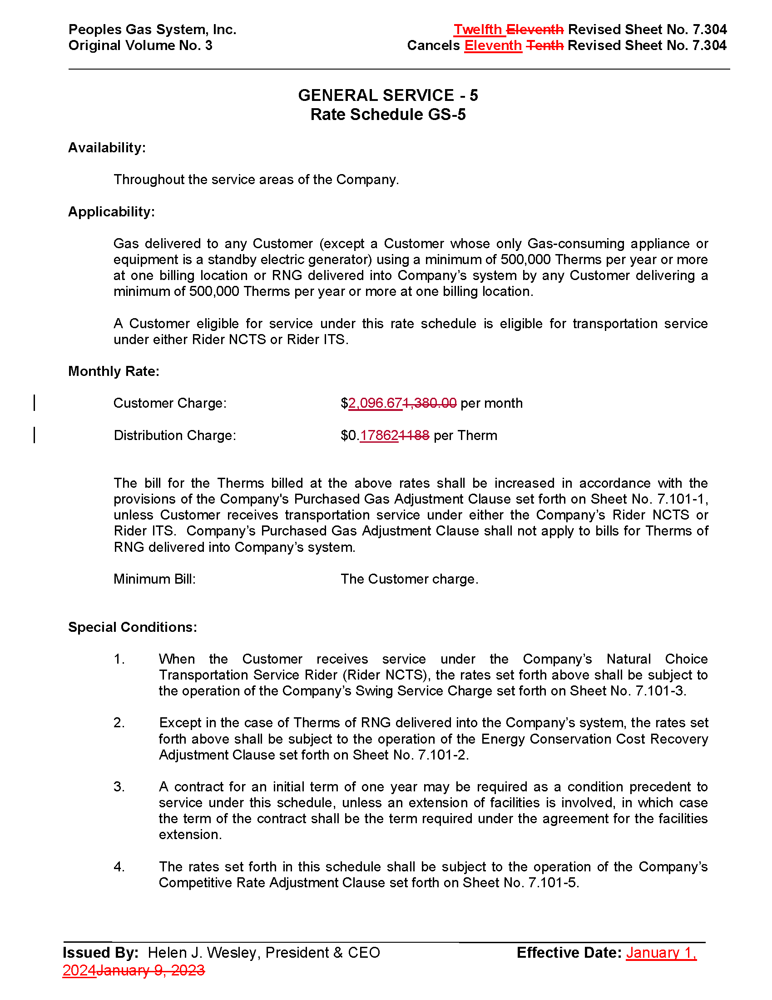 Peoples Gas System, Inc. Twelfth Eleventh Revised Sheet No. 7.304
Original Volume No. 3 Cancels Eleventh Tenth Revised Sheet No. 7.304
GENERAL SERVICE - 5
Rate Schedule GS-5
Availability:
Throughout the service areas of the Company.
Applicability:
Gas delivered to any Customer (except a Customer whose only Gas-consuming appliance or
equipment is a standby electric generator) using a minimum of 500,000 Therms per year or more
at one billing location or RNG delivered into Company’s system by any Customer delivering a
minimum of 500,000 Therms per year or more at one billing location.
A Customer eligible for service under this rate schedule is eligible for transportation service
under either Rider NCTS or Rider ITS.
Monthly Rate:
Customer Charge: $2,096.671,380.00 per month
Distribution Charge: $0.178621188 per Therm
The bill for the Therms billed at the above rates shall be increased in accordance with the
provisions of the Company's Purchased Gas Adjustment Clause set forth on Sheet No. 7.101-1,
unless Customer receives transportation service under either the Company’s Rider NCTS or
Rider ITS. Company’s Purchased Gas Adjustment Clause shall not apply to bills for Therms of
RNG delivered into Company’s system.
Minimum Bill: The Customer charge.
Special Conditions:
1. When the Customer receives service under the Company’s Natural Choice
Transportation Service Rider (Rider NCTS), the rates set forth above shall be subject to
the operation of the Company’s Swing Service Charge set forth on Sheet No. 7.101-3.
2. Except in the case of Therms of RNG delivered into the Company’s system, the rates set
forth above shall be subject to the operation of the Energy Conservation Cost Recovery
Adjustment Clause set forth on Sheet No. 7.101-2.
3. A contract for an initial term of one year may be required as a condition precedent to
service under this schedule, unless an extension of facilities is involved, in which case
the term of the contract shall be the term required under the agreement for the facilities
extension.
4. The rates set forth in this schedule shall be subject to the operation of the Company’s
Competitive Rate Adjustment Clause set forth on Sheet No. 7.101-5.
Issued By: Helen J. Wesley, President & CEO Effective Date: January 1,
2024January 9, 2023